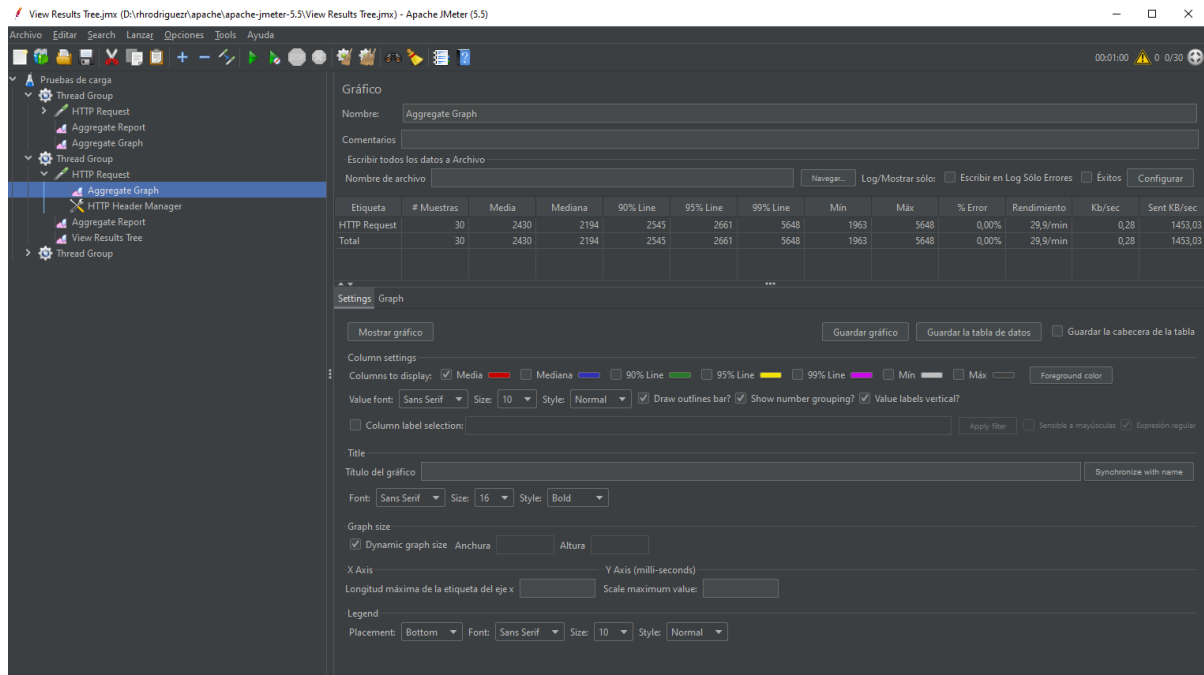 View Results Tree.jmx (D:\rhrodriguezr\apache\apache-jmeter-5.5\View Results Tree.jmx) - Apache JMeter (5.5)
Archivo Editar Search Lanzar Opciones Tools Ayuda
00:01:00 0 0/30
Pruebas de carga
Thread Group
HTTP Request
Aggregate Report
Aggregate Graph
Thread Group
HTTP Request
Aggregate Graph
HTTP Header Manager
Aggregate Report
View Results Tree
Thread Group
Gráfico
Nombre: Aggregate Graph
Comentarios
Escribir todos los datos a Archivo
Nombre de archivo Navegar... Log/Mostrar sólo: Escribir en Log Sólo Errores Éxitos Configurar
Etiqueta # Muestras Media Mediana 90% Line 95% Line 99% Line Mín Máx % Error Rendimiento Kb/sec Sent KB/sec
HTTP Request 30 2430 2194 2545 2661 5648 1963 5648 0,00% 29,9/min 0,28 1453,03
Total 30 2430 2194 2545 2661 5648 1963 5648 0,00% 29,9/min 0,28 1453,03
Settings Graph
Mostrar gráfico Guardar gráfico Guardar la tabla de datos Guardar la cabecera de la tabla
Column settings
Columns to display: Media Mediana 90% Line 95% Line 99% Line Mín Máx Foreground color
Value font: Sans Serif Size: 10 Style: Normal Draw outlines bar? Show number grouping? Value labels vertical?
Column label selection: Apply filter Sensible a mayúsculas Expresión regular
Title
Título del gráfico Synchronize with name
Font: Sans Serif Size: 16 Style: Bold
Graph size
Dynamic graph size Anchura Altura
X Axis Y Axis (milli-seconds)
Longitud máxima de la etiqueta del eje x Scale maximum value:
Legend
Placement: Bottom Font: Sans Serif Size: 10 Style: Normal